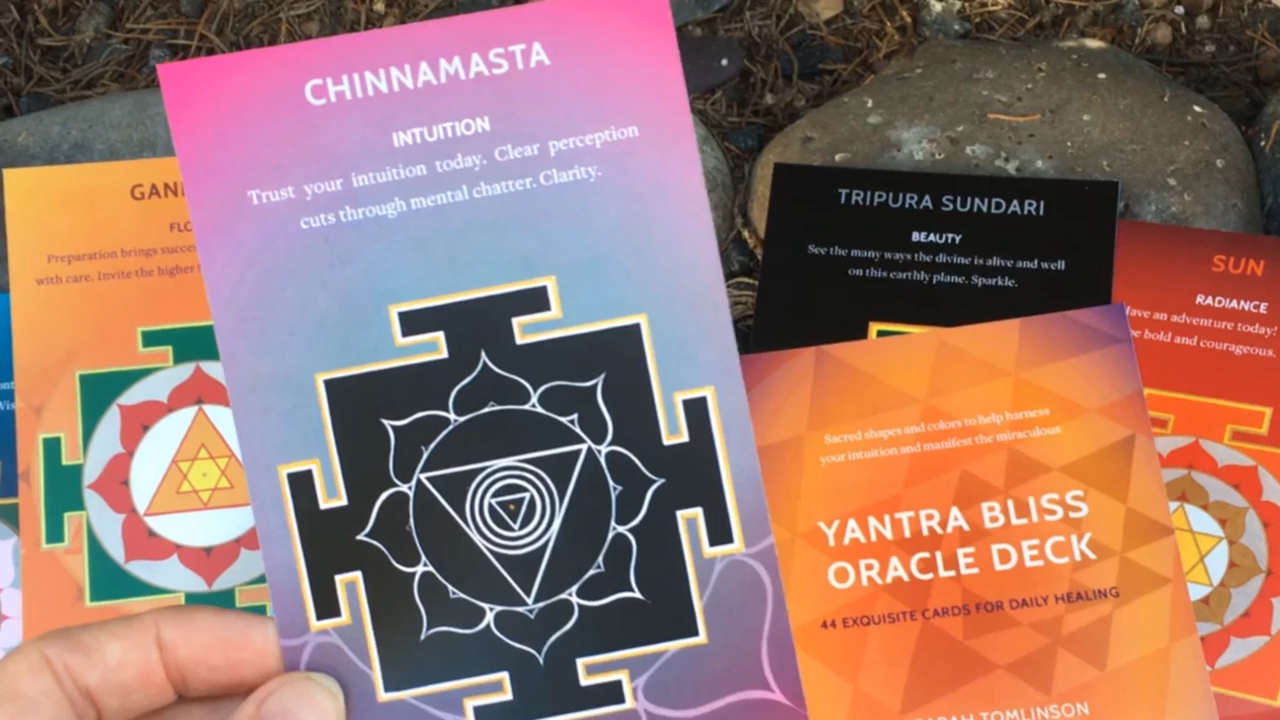 CHINNAMASTA
INTUITION
Trust your intuition today. Clear perception
cuts through mental chatter. Clarity.
Preparation brings
with care. Invite the higher
TRIPURA SUNDARI
BEAUTY
See the many ways the divine is alive and well
on this earthly plane. Sparkle.
SUN
RADIANCE
an adventure today!
be bold and courageous.
Sacred shapes and colors to help harness
your intuition and manifest the miraculous
YANTRA BLISS
ORACLE DECK
44 EXQUISITE CARDS FOR DAILY HEALING
SARAH TOMLINSON